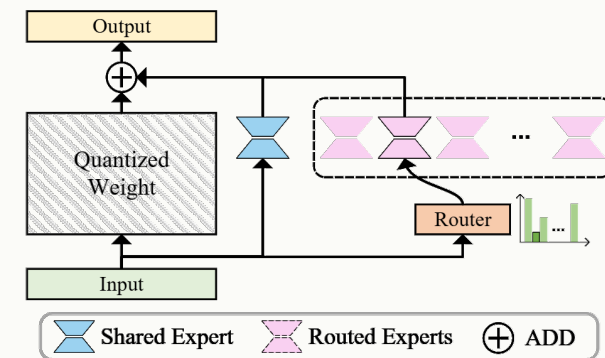 Output
Quantized
Weight
...
Router
...
Input
Shared Expert
Routed Experts
ADD